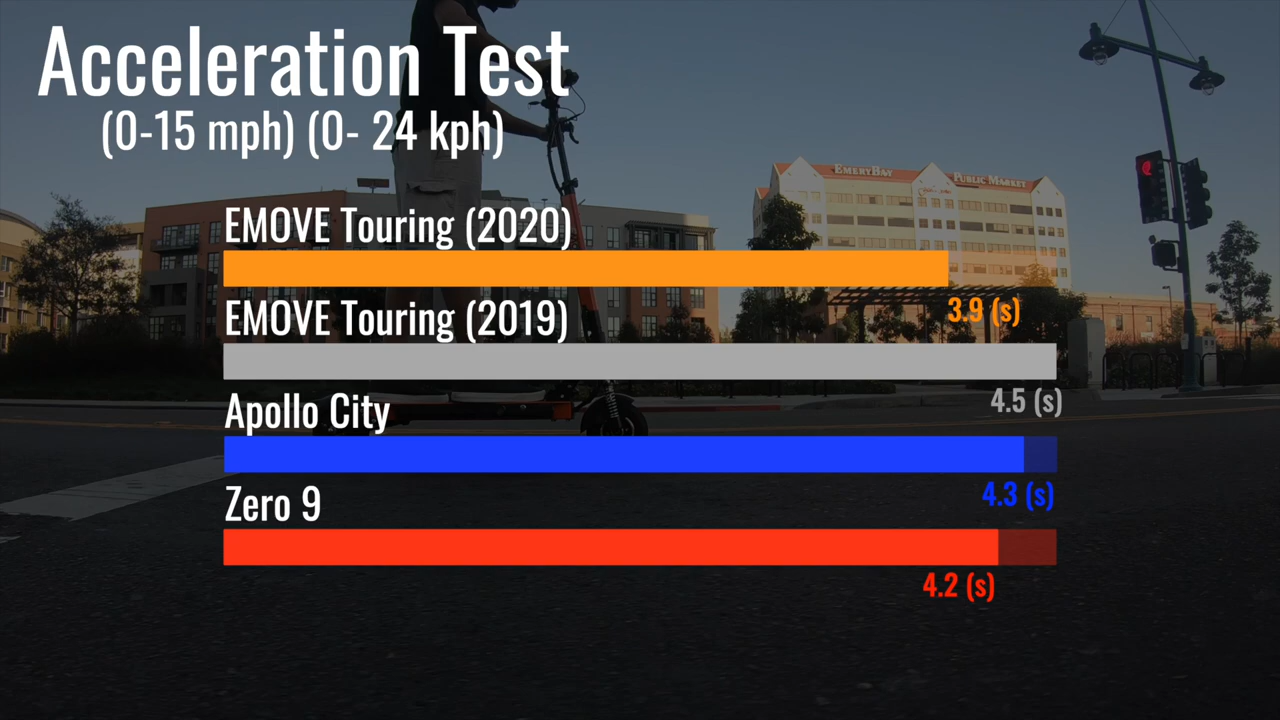 Acceleration Test
(0-15 mph) (0- 24 kph)
EMERYBAY PUBLIC MARKET
EMOVE Touring (2020)
3.9 (s)
EMOVE Touring (2019)
4.5 (s)
Apollo City
4.3 (s)
Zero 9
4.2 (s)